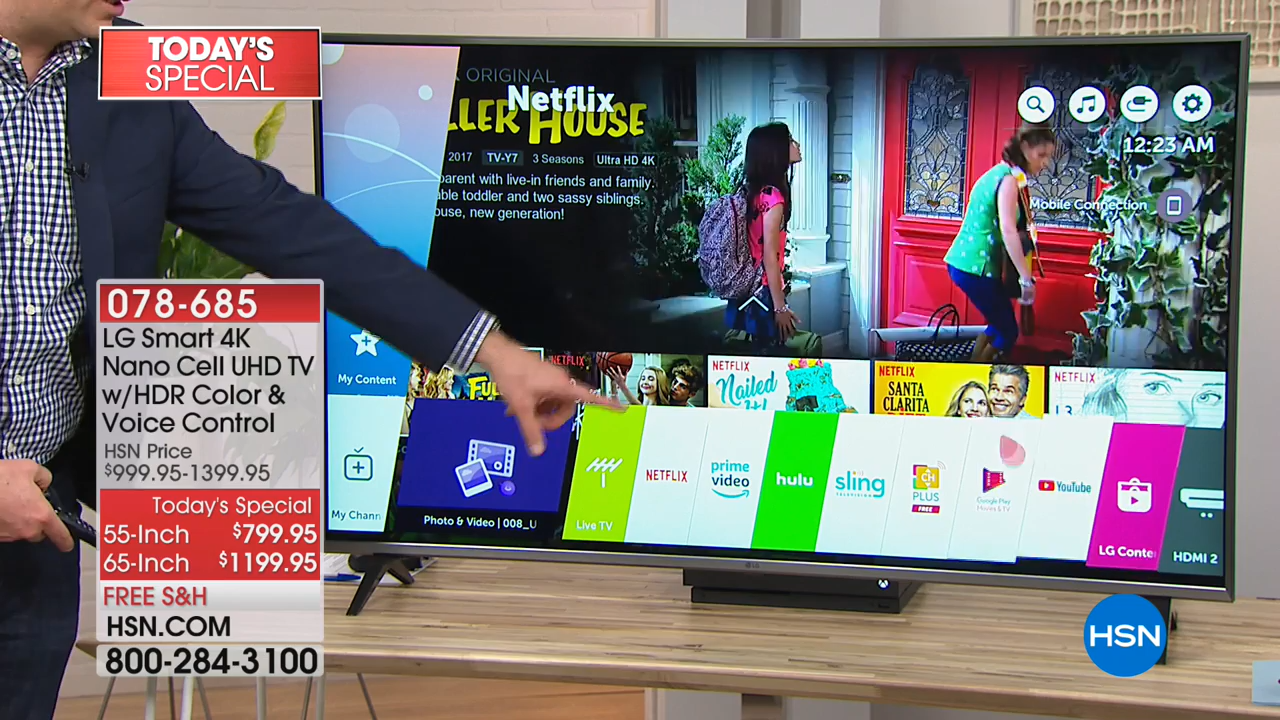 TODAY'S
SPECIAL
078-685
LG Smart 4K
Nano Cell UHD TV
w/HDR Color &
Voice Control
HSN Price
$999.95-1399.95
Today's Special
55-Inch $799.95
65-Inch $1199.95
FREE S&H
HSN.COM
800-284-3100
ORIGINAL
Netflix
LLER HOUSE
2017 TV-Y7 3 Seasons Ultra HD 4K
parent with live-in friends and family.
able toddler and two sassy siblings.
ouse, new generation!
12:23 AM
Mobile Connection
My Content
NETFLIX
NETFLIX
Nailed
It!
NETFLIX
SANTA
CLARITA
NETFLIX
13
My Chann
Photo & Video | 008_U
Live TV
NETFLIX
prime
video
hulu
sling
TELEVISION
CH
PLUS
FREE
Google Play
Movies & TV
YouTube
LG Conte
HDMI 2
LG
HSN